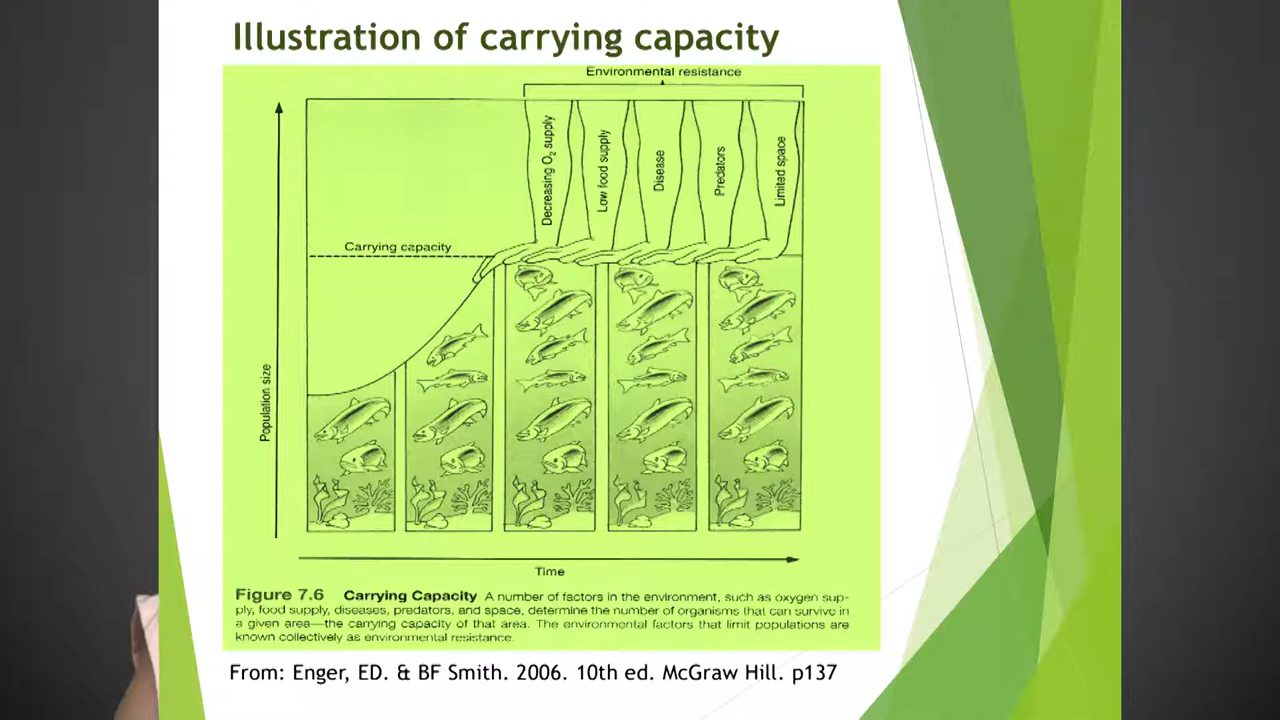 Illustration of carrying capacity
Environmental resistance
Decreasing O₂ supply
Low food supply
Disease
Predators
Limited space
Carrying capacity
Population size
Time
Figure 7.6 Carrying Capacity A number of factors in the environment, such as oxygen sup-
ply, food supply, diseases, predators, and space, determine the number of organisms that can survive in
a given area—the carrying capacity of that area. The environmental factors that limit populations are
known collectively as environmental resistance.
From: Enger, ED. & BF Smith. 2006. 10th ed. McGraw Hill. p137